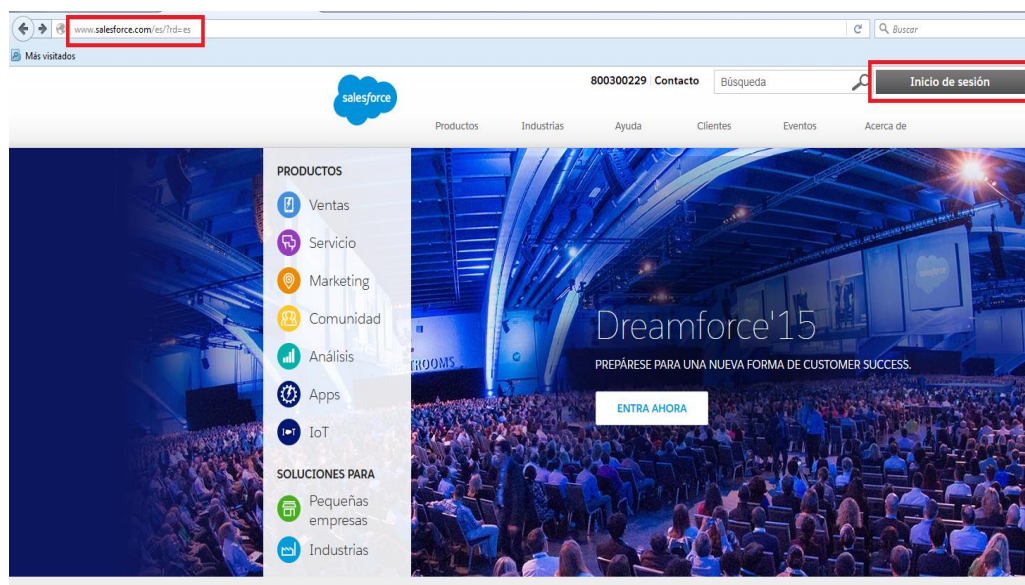 www.salesforce.com/es/?rd=es
Buscar
Más visitados
800300229 Contacto
Búsqueda
Inicio de sesión
salesforce
Productos Industrias Ayuda Clientes Eventos Acerca de
PRODUCTOS
Ventas
Servicio
Marketing
Comunidad
Análisis
Apps
IoT
SOLUCIONES PARA
Pequeñas
empresas
Industrias
TROOMS
salesforce
Dreamforce'15
PREPÁRESE PARA UNA NUEVA FORMA DE CUSTOMER SUCCESS.
ENTRA AHORA